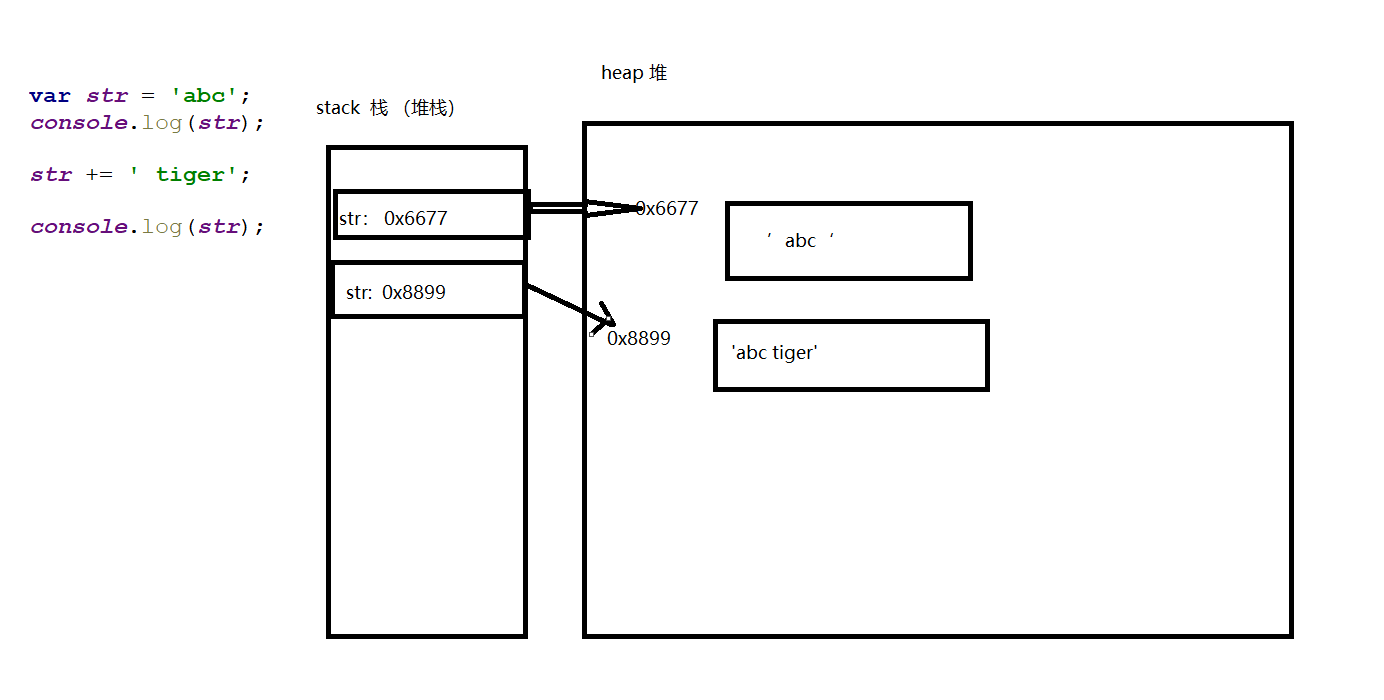 var str = 'abc';
console.log(str);
str += ' tiger';
console.log(str);
stack 栈 （堆栈）
heap 堆
str： 0x6677
str: 0x8899
0x6677
’ abc ‘
0x8899
'abc tiger'